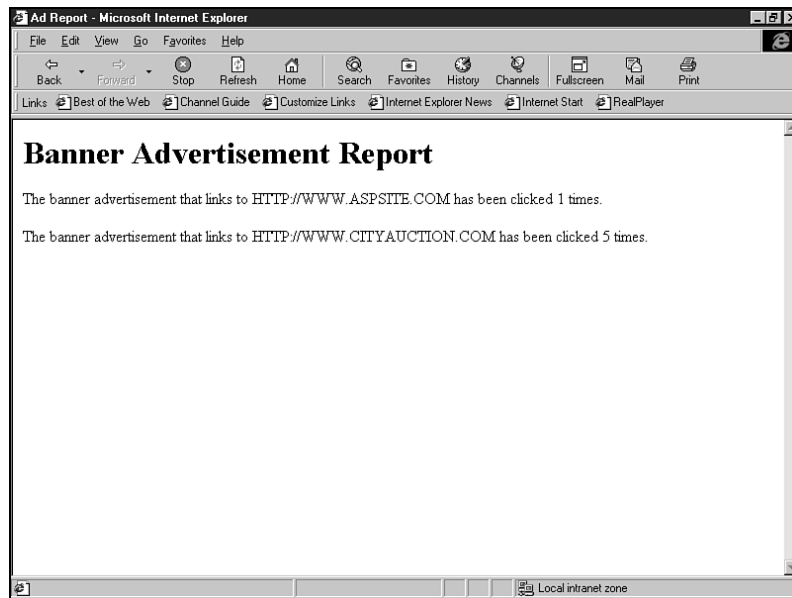 Ad Report - Microsoft Internet Explorer
File Edit View Go Favorites Help
Back Forward Stop Refresh Home Search Favorites History Channels Fullscreen Mail Print
Links Best of the Web Channel Guide Customize Links Internet Explorer News Internet Start RealPlayer
Banner Advertisement Report
The banner advertisement that links to HTTP://WWW.ASPSITE.COM has been clicked 1 times.
The banner advertisement that links to HTTP://WWW.CITYAUCTION.COM has been clicked 5 times.
Local intranet zone